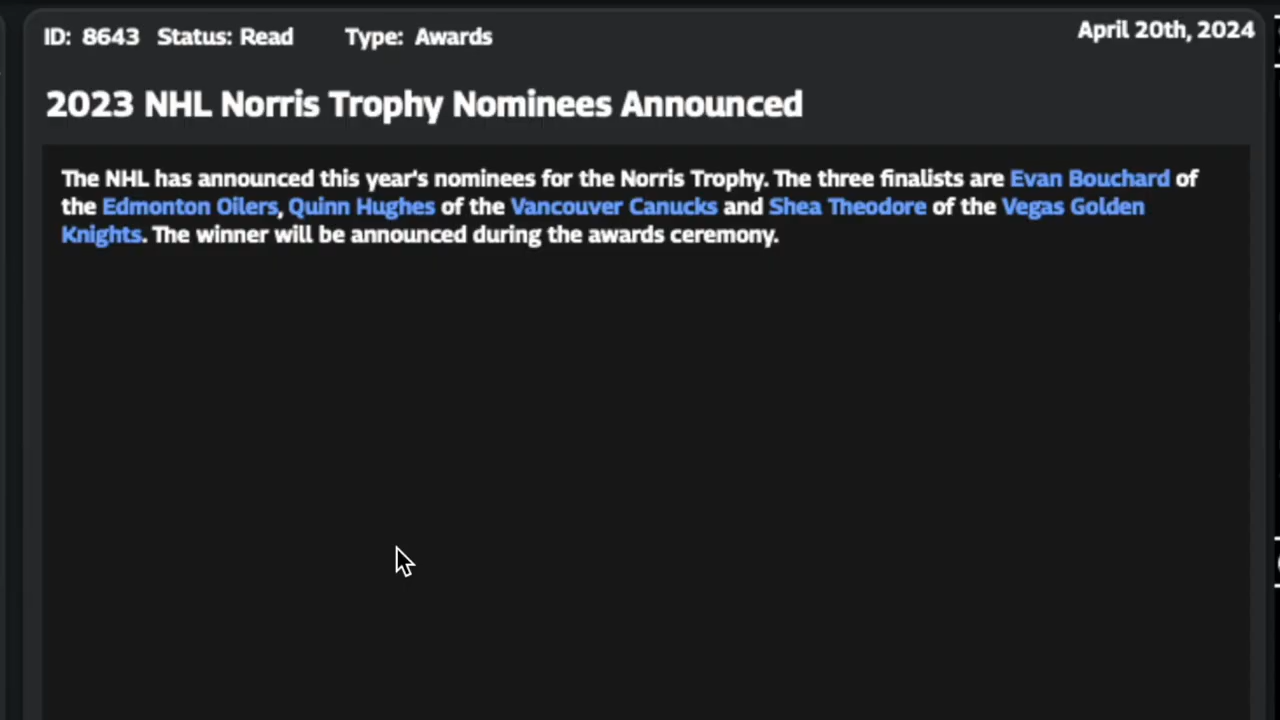 ID: 8643 Status: Read Type: Awards April 20th, 2024
2023 NHL Norris Trophy Nominees Announced
The NHL has announced this year's nominees for the Norris Trophy. The three finalists are Evan Bouchard of
the Edmonton Oilers, Quinn Hughes of the Vancouver Canucks and Shea Theodore of the Vegas Golden
Knights. The winner will be announced during the awards ceremony.